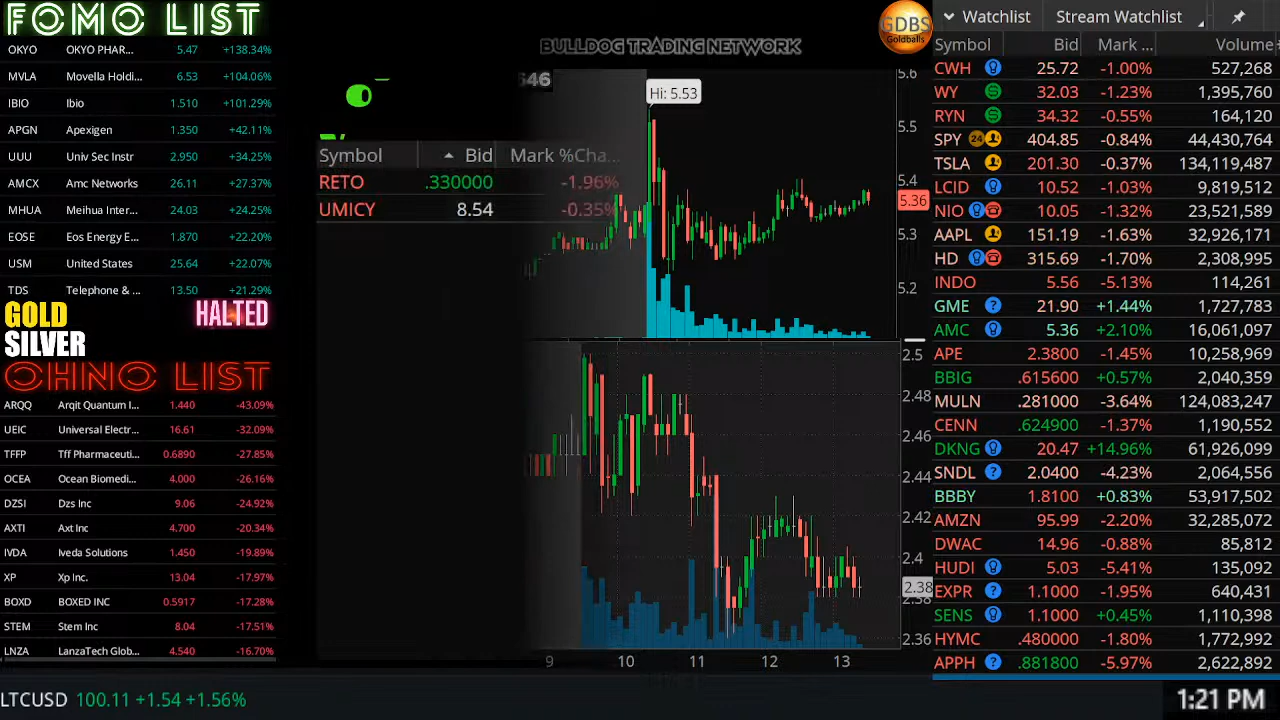 FOMO LIST
OKYO OKYO PHAR... 5.47 +138.34%
MVLA Movella Holdi... 6.53 +104.06%
IBIO Ibio 1.510 +101.29%
APGN Apexigen 1.350 +42.11%
UUU Univ Sec Instr 2.950 +34.25%
AMCX Amc Networks 26.11 +27.37%
MHUA Meihua Inter... 24.03 +24.25%
EOSE Eos Energy E... 1.870 +22.20%
USM United States 25.64 +22.07%
TDS Telephone & ... 13.50 +21.29%
GOLD HALTED
SILVER
OHNO LIST
ARQQ Arqit Quantum I... 1.440 -43.09%
UEIC Universal Electr... 16.61 -32.09%
TFFP Tff Pharmaceuti... 0.6890 -27.85%
OCEA Ocean Biomedi... 4.000 -26.16%
DZSI Dzs Inc 9.06 -24.92%
AXTI Axt Inc 4.700 -20.34%
IVDA Iveda Solutions 1.450 -19.89%
XP Xp Inc. 13.04 -17.97%
BOXD BOXED INC 0.5917 -17.28%
STEM Stem Inc 8.04 -17.51%
LNZA LanzaTech Glob... 4.540 -16.70%
LTCUSD 100.11 +1.54 +1.56%
BULLDOG TRADING NETWORK
GDBS
Goldballs
646
Symbol Bid Mark %Cha...
RETO .330000 -1.96%
UMICY 8.54 -0.35%
Hi: 5.53
5.6
5.5
5.4
5.36
5.3
5.2
2.5
2.48
2.46
2.44
2.42
2.4
2.38
2.38
2.36
9 10 11 12 13
Watchlist Stream Watchlist
Symbol Bid Mark ... Volume
CWH 25.72 -1.00% 527,268
WY 32.03 -1.23% 1,395,760
RYN 34.32 -0.55% 164,120
SPY 24 404.85 -0.84% 44,430,764
TSLA 201.30 -0.37% 134,119,487
LCID 10.52 -1.03% 9,819,512
NIO 10.05 -1.32% 23,521,589
AAPL 151.19 -1.63% 32,926,171
HD 315.69 -1.70% 2,308,995
INDO 5.56 -5.13% 114,261
GME ? 21.90 +1.44% 1,727,783
AMC 5.36 +2.10% 16,061,097
APE 2.3800 -1.45% 10,258,969
BBIG .615600 +0.57% 2,040,359
MULN .281000 -3.64% 124,083,247
CENN .624900 -1.37% 1,190,552
DKNG 20.47 +14.96% 61,926,099
SNDL ? 2.0400 -4.23% 2,064,556
BBBY 1.8100 +0.83% 53,917,502
AMZN 95.99 -2.20% 32,285,072
DWAC 14.96 -0.88% 85,812
HUDI 5.03 -5.41% 135,092
EXPR ? 1.1000 -1.95% 640,431
SENS 1.1000 +0.45% 1,110,398
HYMC .480000 -1.80% 1,772,992
APPH ? .881800 -5.97% 2,622,892
1:21 PM